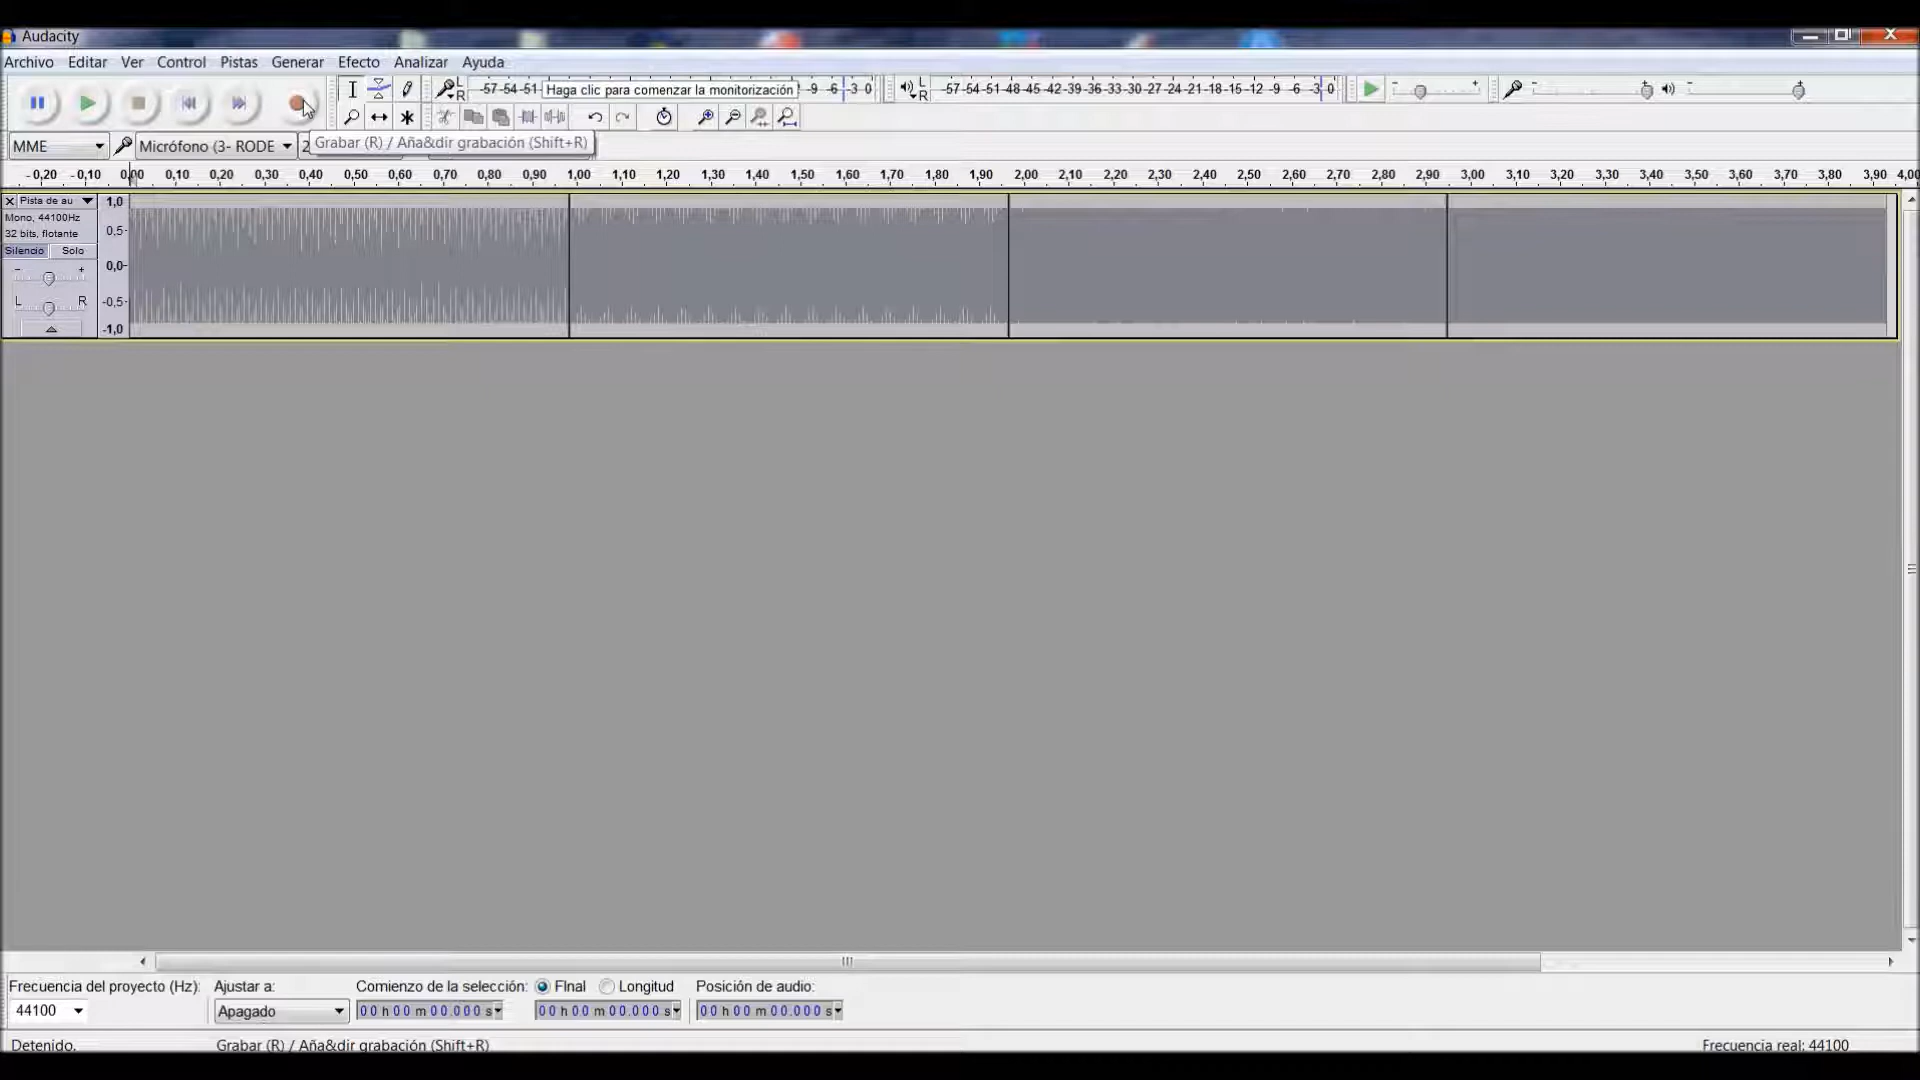 Audacity
Archivo Editar Ver Control Pistas Generar Efecto Analizar Ayuda
L
R
-57 -54 -51 Haga clic para comenzar la monitorización -9 -6 -3 0
L
R
-57 -54 -51 -48 -45 -42 -39 -36 -33 -30 -27 -24 -21 -18 -15 -12 -9 -6 -3 0
MME Micrófono (3- RODE 2 Grabar (R) / Aña&dir grabación (Shift+R)
-0,20 -0,10 0,00 0,10 0,20 0,30 0,40 0,50 0,60 0,70 0,80 0,90 1,00 1,10 1,20 1,30 1,40 1,50 1,60 1,70 1,80 1,90 2,00 2,10 2,20 2,30 2,40 2,50 2,60 2,70 2,80 2,90 3,00 3,10 3,20 3,30 3,40 3,50 3,60 3,70 3,80 3,90 4,00
Pista de au 1,0
Mono, 44100Hz 0,5
32 bits, flotante
Silencio Solo
0,0
- +
L R -0,5
-1,0
Frecuencia del proyecto (Hz): Ajustar a: Comienzo de la selección: FInal Longitud Posición de audio:
44100 Apagado 00 h 00 m 00.000 s 00 h 00 m 00.000 s 00 h 00 m 00.000 s
Detenido. Grabar (R) / Aña&dir grabación (Shift+R) Frecuencia real: 44100